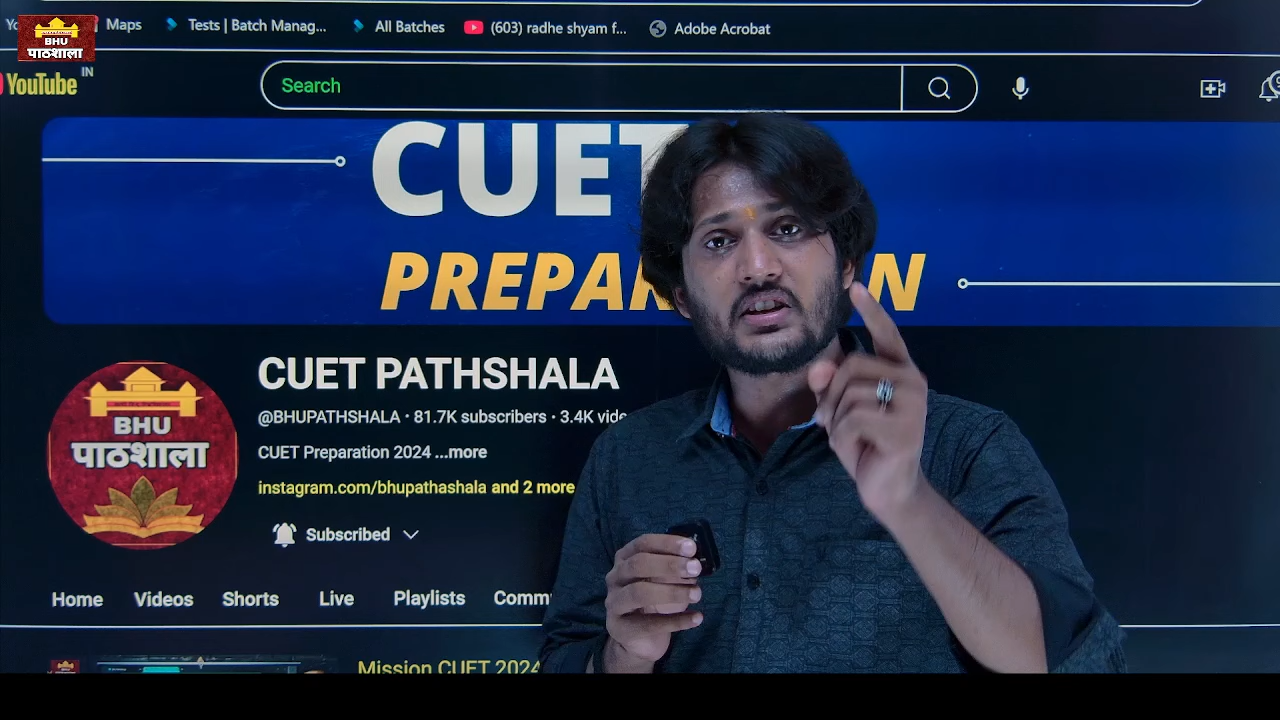 Maps
Tests | Batch Manag...
All Batches
(603) radhe shyam f...
Adobe Acrobat
BHU
पाठशाला
YouTube IN
Search
CUET
PREPAR
N
CUET PATHSHALA
@BHUPATHSHALA · 81.7K subscribers · 3.4K vide
CUET Preparation 2024 ...more
instagram.com/bhupathashala and 2 more
Subscribed
BHU
पाठशाला
Home
Videos
Shorts
Live
Playlists
Comm
Mission CUET 2024